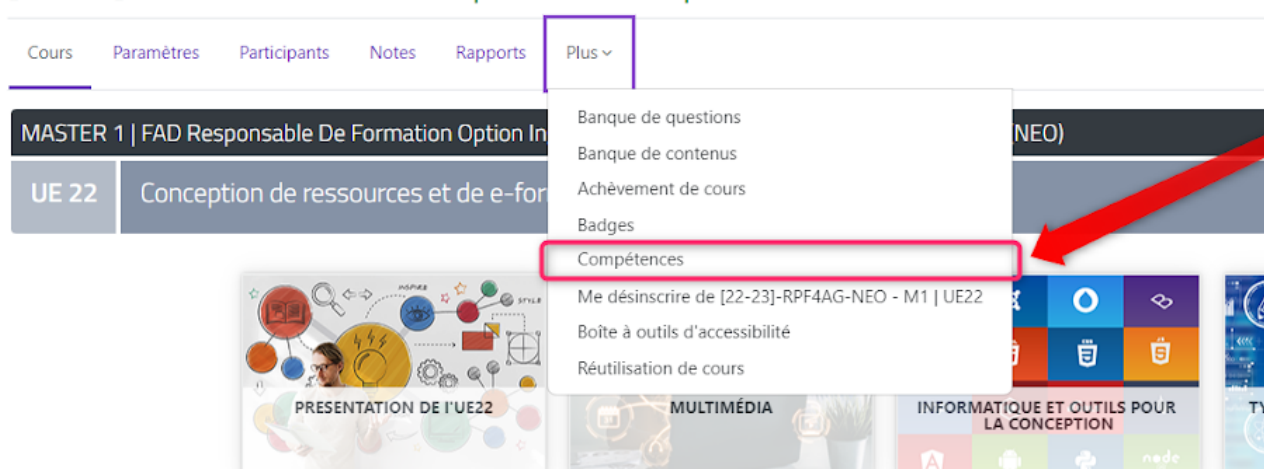 Cours Paramètres Participants Notes Rapports Plus
Banque de questions
Banque de contenus
Achèvement de cours
Badges
Compétences
Me désinscrire de [22-23]-RPF4AG-NEO - M1 | UE22
Boîte à outils d'accessibilité
Réutilisation de cours
MASTER 1 | FAD Responsable De Formation Option In
(NEO)
UE 22 Conception de ressources et de e-for
INSPIRE
STYLE
PRESENTATION DE l'UE22
MULTIMÉDIA
INFORMATIQUE ET OUTILS POUR
LA CONCEPTION
node